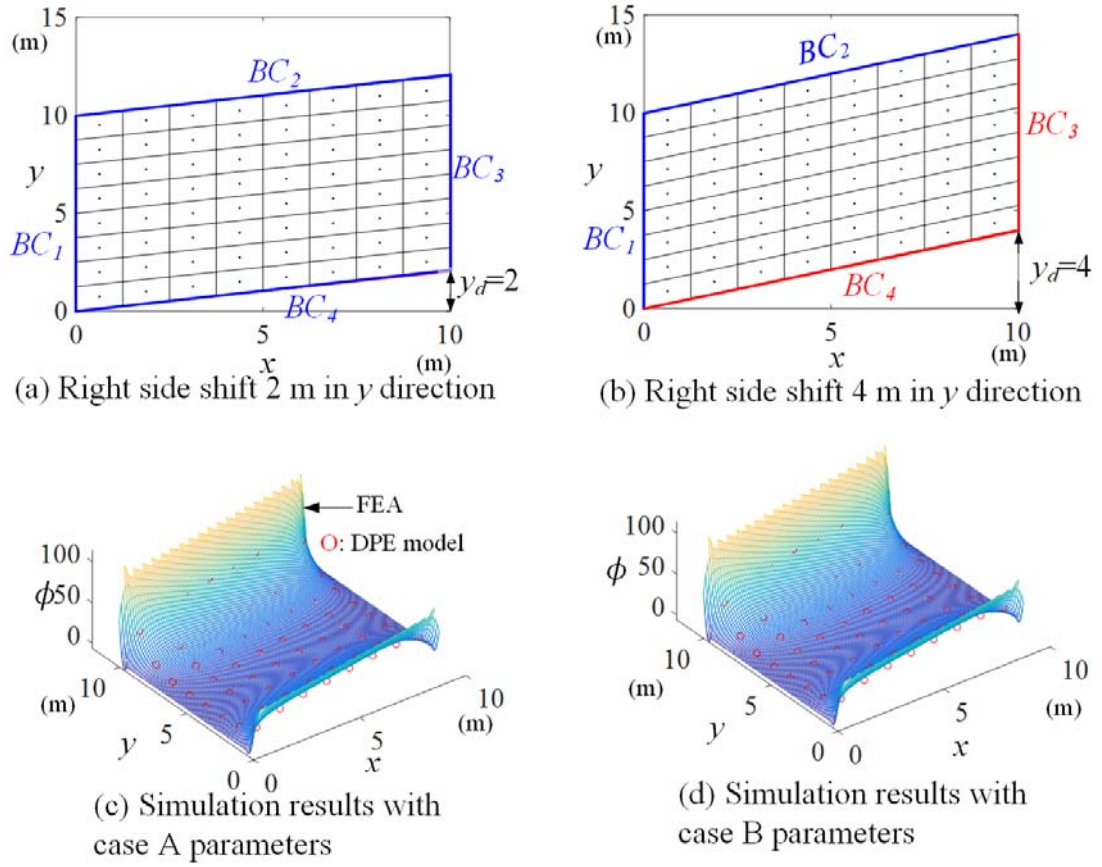 15
(m)
BC₂
10
y
BC₃
5
BC₁
y_d=2
BC₄
0
0
5
10
x
(m)
(a) Right side shift 2 m in y direction
15
(m)
BC₂
10
BC₃
y
5
BC₁
y_d=4
BC₄
0
0
5
10
x
(m)
(b) Right side shift 4 m in y direction
FEA
O: DPE model
100
ϕ 50
0
10
(m)
5
y
0
0
5
x
10
(m)
(c) Simulation results with
case A parameters
100
ϕ 50
0
10
(m)
5
y
0
0
5
x
10
(m)
(d) Simulation results with
case B parameters